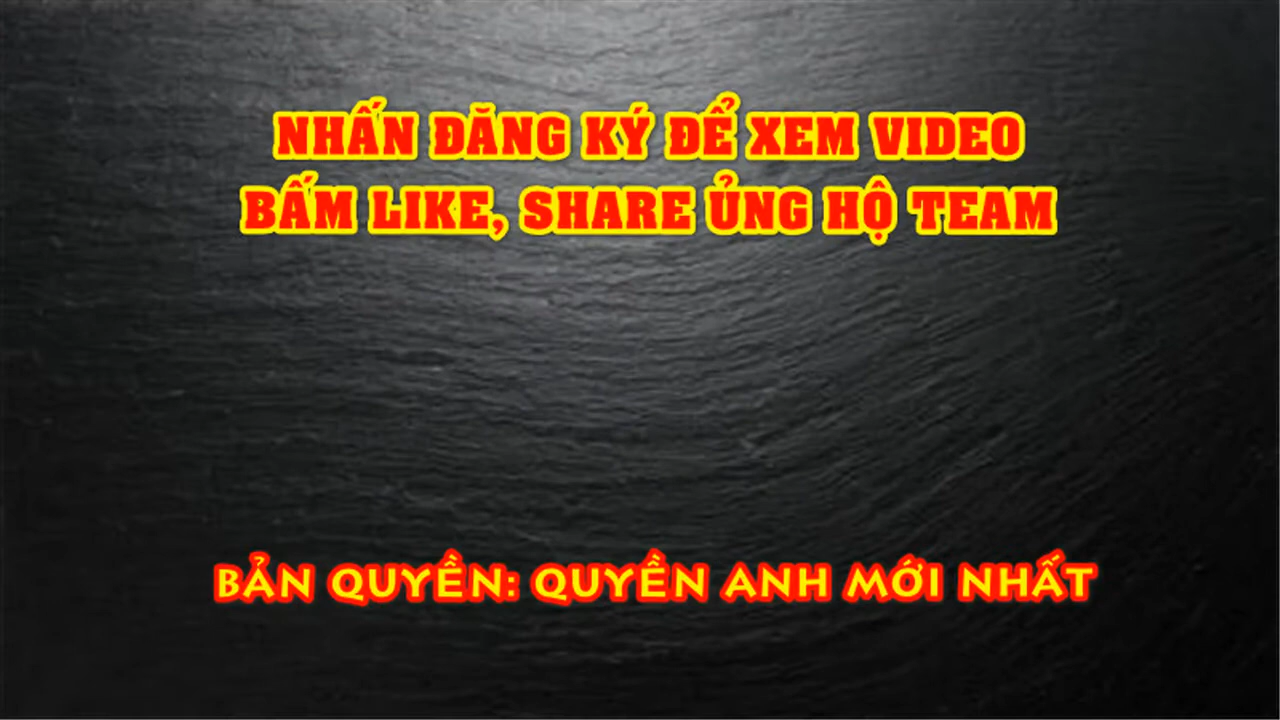 NHẤN ĐĂNG KÝ ĐỂ XEM VIDEO
BẤM LIKE, SHARE ỦNG HỘ TEAM
BẢN QUYỀN: QUYỀN ANH MỚI NHẤT